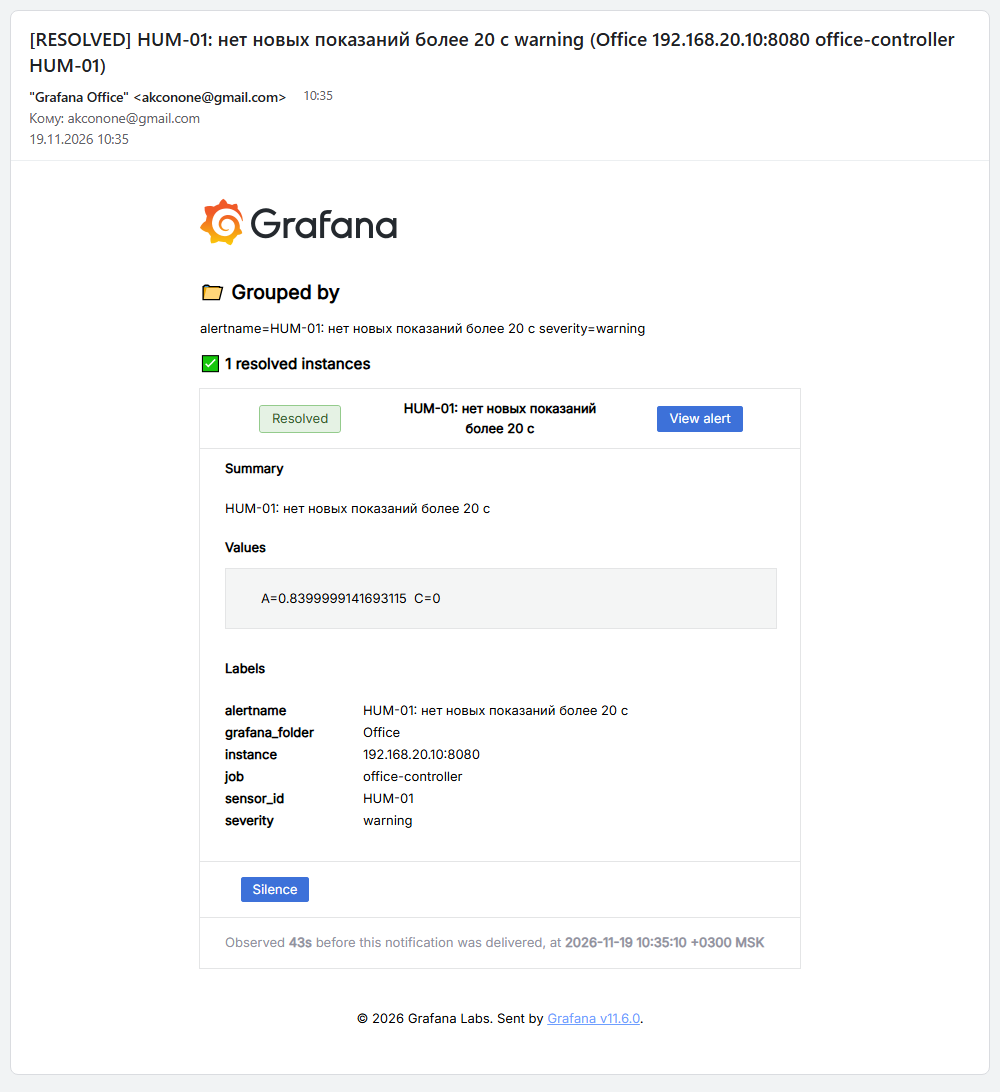 [RESOLVED] HUM-01: нет новых показаний более 20 с warning (Office 192.168.20.10:8080 office-controller
HUM-01)
"Grafana Office" <akconone@gmail.com> 10:35
Кому: akconone@gmail.com
19.11.2026 10:35
Grafana
Grouped by
alertname=HUM-01: нет новых показаний более 20 с severity=warning
1 resolved instances
Resolved
HUM-01: нет новых показаний
более 20 с
View alert
Summary
HUM-01: нет новых показаний более 20 с
Values
A=0.8399999141693115 C=0
Labels
alertname HUM-01: нет новых показаний более 20 с
grafana_folder Office
instance 192.168.20.10:8080
job office-controller
sensor_id HUM-01
severity warning
Silence
Observed 43s before this notification was delivered, at 2026-11-19 10:35:10 +0300 MSK
© 2026 Grafana Labs. Sent by Grafana v11.6.0.